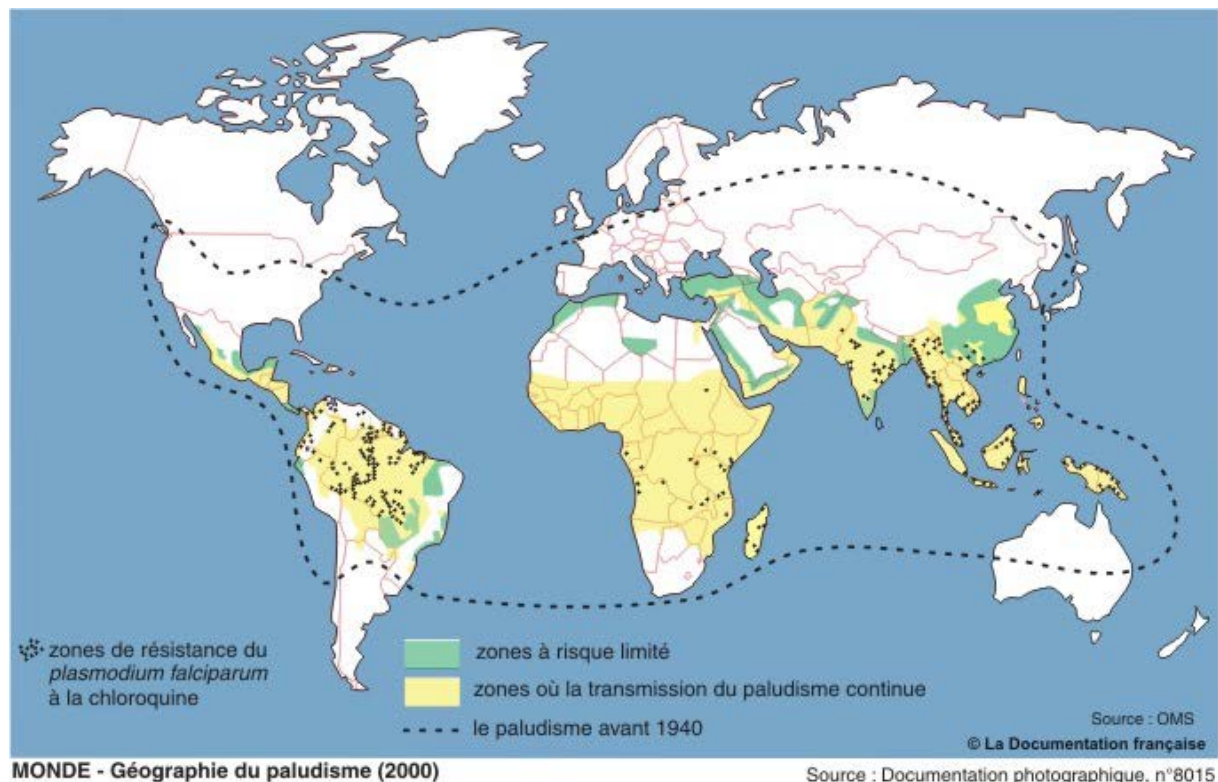 zones de résistance du
plasmodium falciparum
à la chloroquine
zones à risque limité
zones où la transmission du paludisme continue
le paludisme avant 1940
Source : OMS
© La Documentation française
MONDE - Géographie du paludisme (2000)
Source : Documentation photographique, n°8015